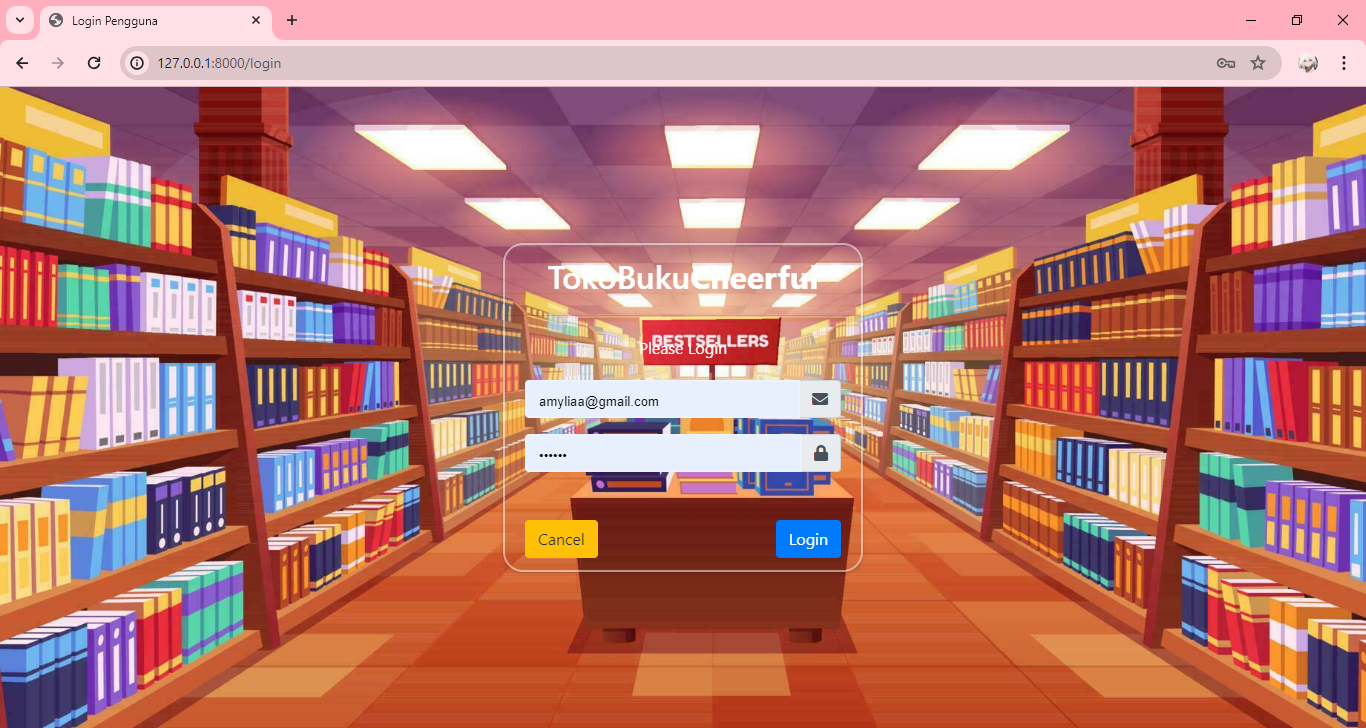 Login Pengguna
127.0.0.1:8000/login
TokoBukuCheerful
BESTSELLERS
Please Login
amyliaa@gmail.com
••••••
Cancel
Login